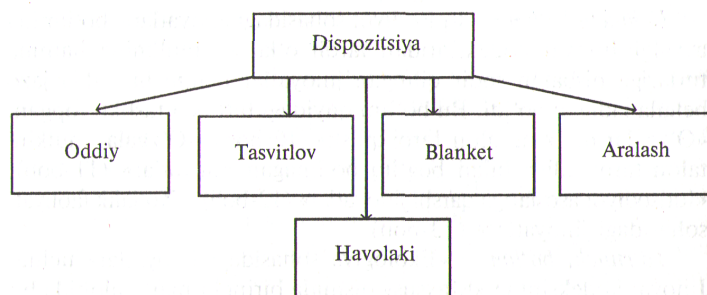 Dispozitsiya
Oddiy
Tasvirlov
Blanket
Aralash
Havolaki